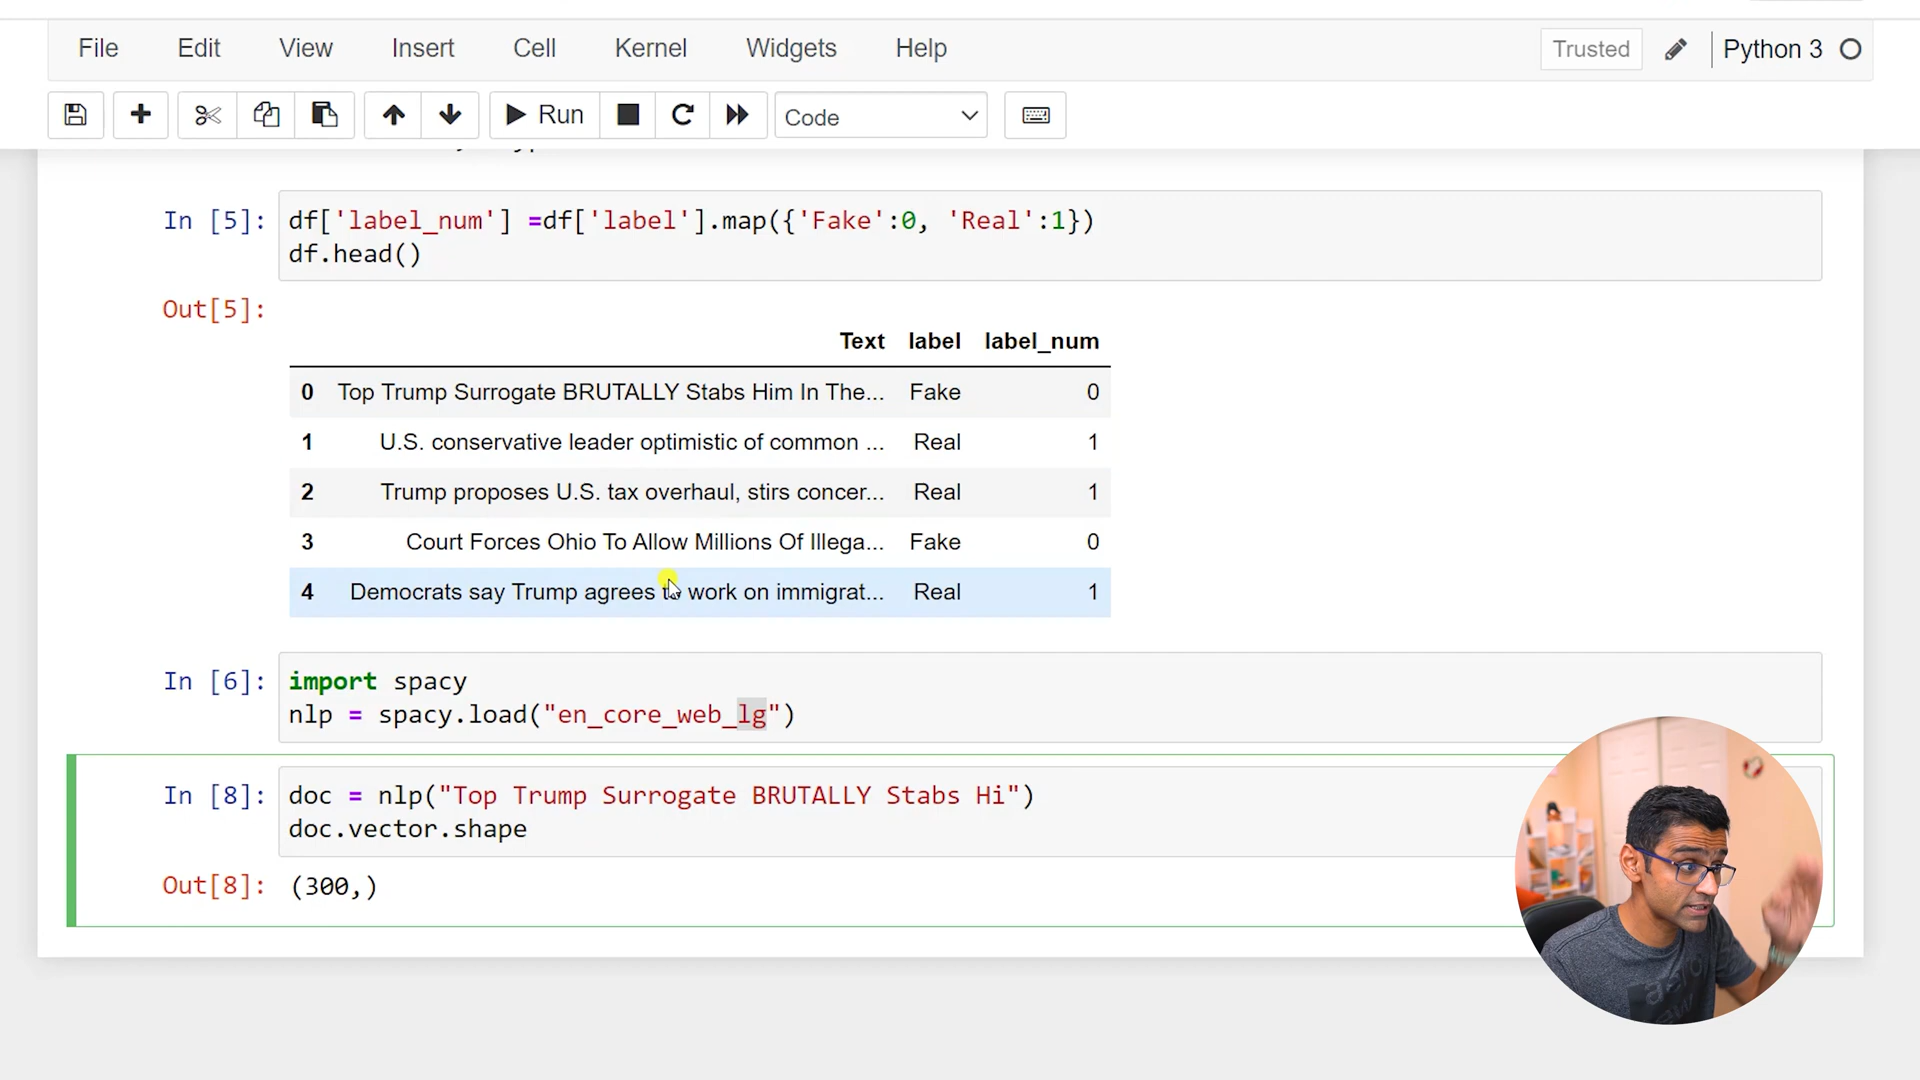 File Edit View Insert Cell Kernel Widgets Help Trusted Python 3
Run Code
In [5]: df['label_num'] =df['label'].map({'Fake':0, 'Real':1})
df.head()
Out[5]:
Text label label_num
0 Top Trump Surrogate BRUTALLY Stabs Him In The... Fake 0
1 U.S. conservative leader optimistic of common ... Real 1
2 Trump proposes U.S. tax overhaul, stirs concer... Real 1
3 Court Forces Ohio To Allow Millions Of Illega... Fake 0
4 Democrats say Trump agrees to work on immigrat... Real 1
In [6]: import spacy
nlp = spacy.load("en_core_web_lg")
In [8]: doc = nlp("Top Trump Surrogate BRUTALLY Stabs Hi")
doc.vector.shape
Out[8]: (300,)